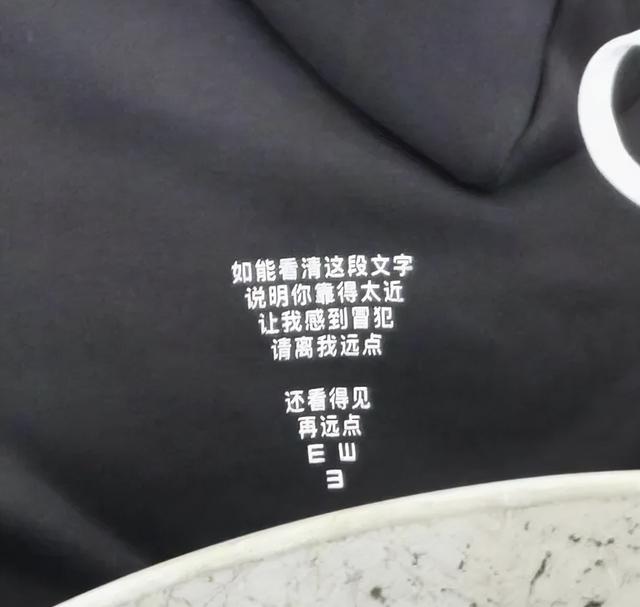 如能看清这段文字
说明你靠得太近
让我感到冒犯
请离我远点
还看得见
再远点
E Ш
Ǝ